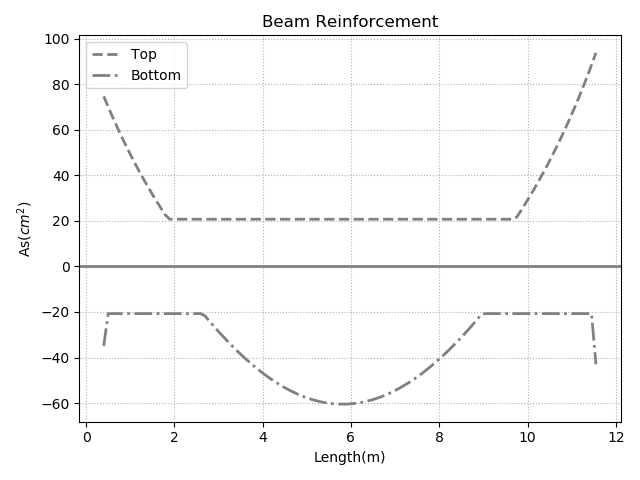 Beam Reinforcement
Top
Bottom
As(cm²)
100
80
60
40
20
0
−20
−40
−60
0 2 4 6 8 10 12
Length(m)